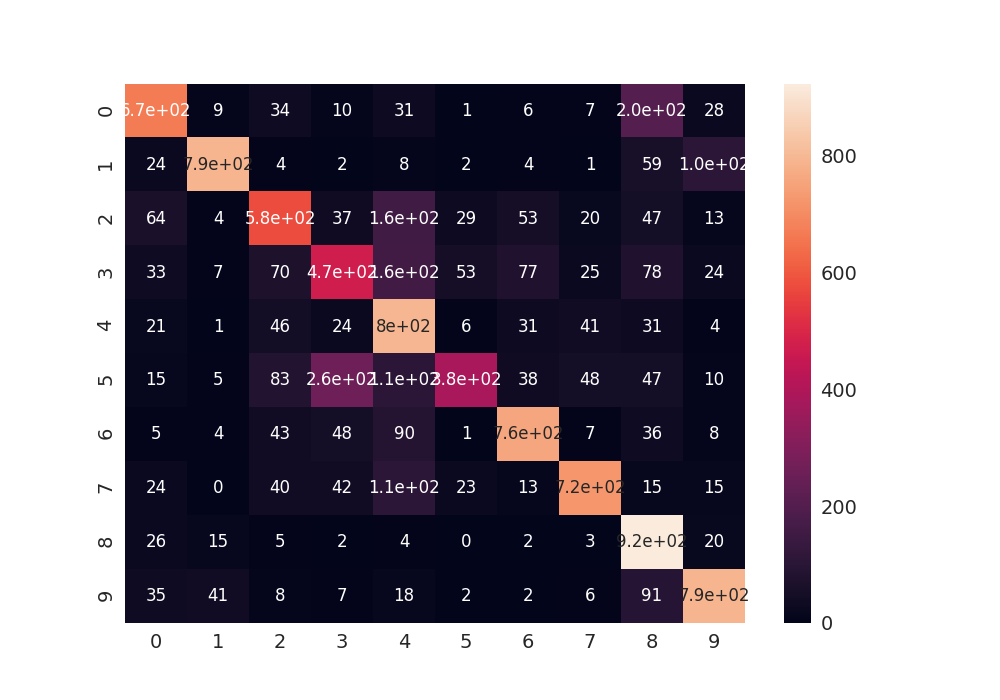 0 6.7e+02 9 34 10 31 1 6 7 2.0e+02 28
1 24 7.9e+02 4 2 8 2 4 1 59 1.0e+02
2 64 4 5.8e+02 37 1.6e+02 29 53 20 47 13
3 33 7 70 4.7e+02 1.6e+02 53 77 25 78 24
4 21 1 46 24 8e+02 6 31 41 31 4
5 15 5 83 2.6e+02 1.1e+02 3.8e+02 38 48 47 10
6 5 4 43 48 90 1 7.6e+02 7 36 8
7 24 0 40 42 1.1e+02 23 13 7.2e+02 15 15
8 26 15 5 2 4 0 2 3 9.2e+02 20
9 35 41 8 7 18 2 2 6 91 7.9e+02
0 1 2 3 4 5 6 7 8 9
800
600
400
200
0